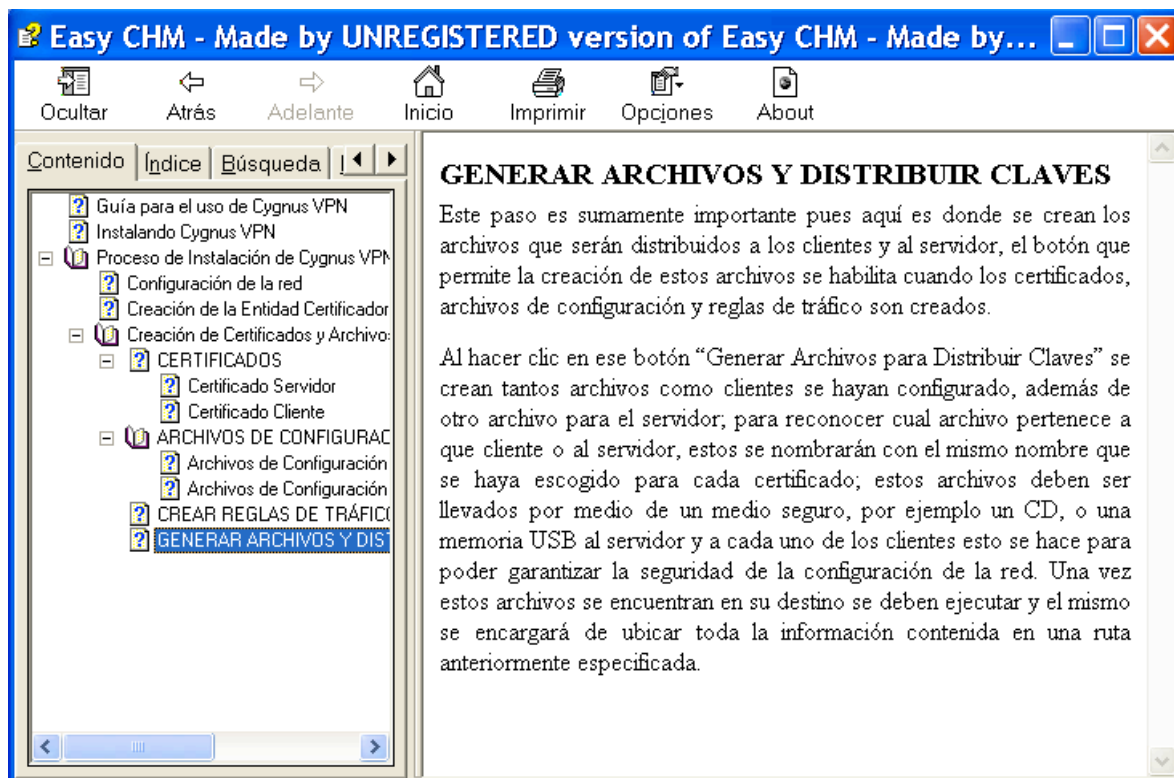 Easy CHM - Made by UNREGISTERED version of Easy CHM - Made by...
Ocultar Atrás Adelante Inicio Imprimir Opciones About
Contenido Índice Búsqueda
Guía para el uso de Cygnus VPN
Instalando Cygnus VPN
Proceso de Instalación de Cygnus VPN
Configuración de la red
Creación de la Entidad Certificador
Creación de Certificados y Archivo
CERTIFICADOS
Certificado Servidor
Certificado Cliente
ARCHIVOS DE CONFIGURAC
Archivos de Configuración
Archivos de Configuración
CREAR REGLAS DE TRÁFICO
GENERAR ARCHIVOS Y DIST
GENERAR ARCHIVOS Y DISTRIBUIR CLAVES
Este paso es sumamente importante pues aquí es donde se crean los
archivos que serán distribuidos a los clientes y al servidor, el botón que
permite la creación de estos archivos se habilita cuando los certificados,
archivos de configuración y reglas de tráfico son creados.
Al hacer clic en ese botón “Generar Archivos para Distribuir Claves” se
crean tantos archivos como clientes se hayan configurado, además de
otro archivo para el servidor; para reconocer cual archivo pertenece a
que cliente o al servidor, estos se nombrarán con el mismo nombre que
se haya escogido para cada certificado; estos archivos deben ser
llevados por medio de un medio seguro, por ejemplo un CD, o una
memoria USB al servidor y a cada uno de los clientes esto se hace para
poder garantizar la seguridad de la configuración de la red. Una vez
estos archivos se encuentran en su destino se deben ejecutar y el mismo
se encargará de ubicar toda la información contenida en una ruta
anteriormente especificada.